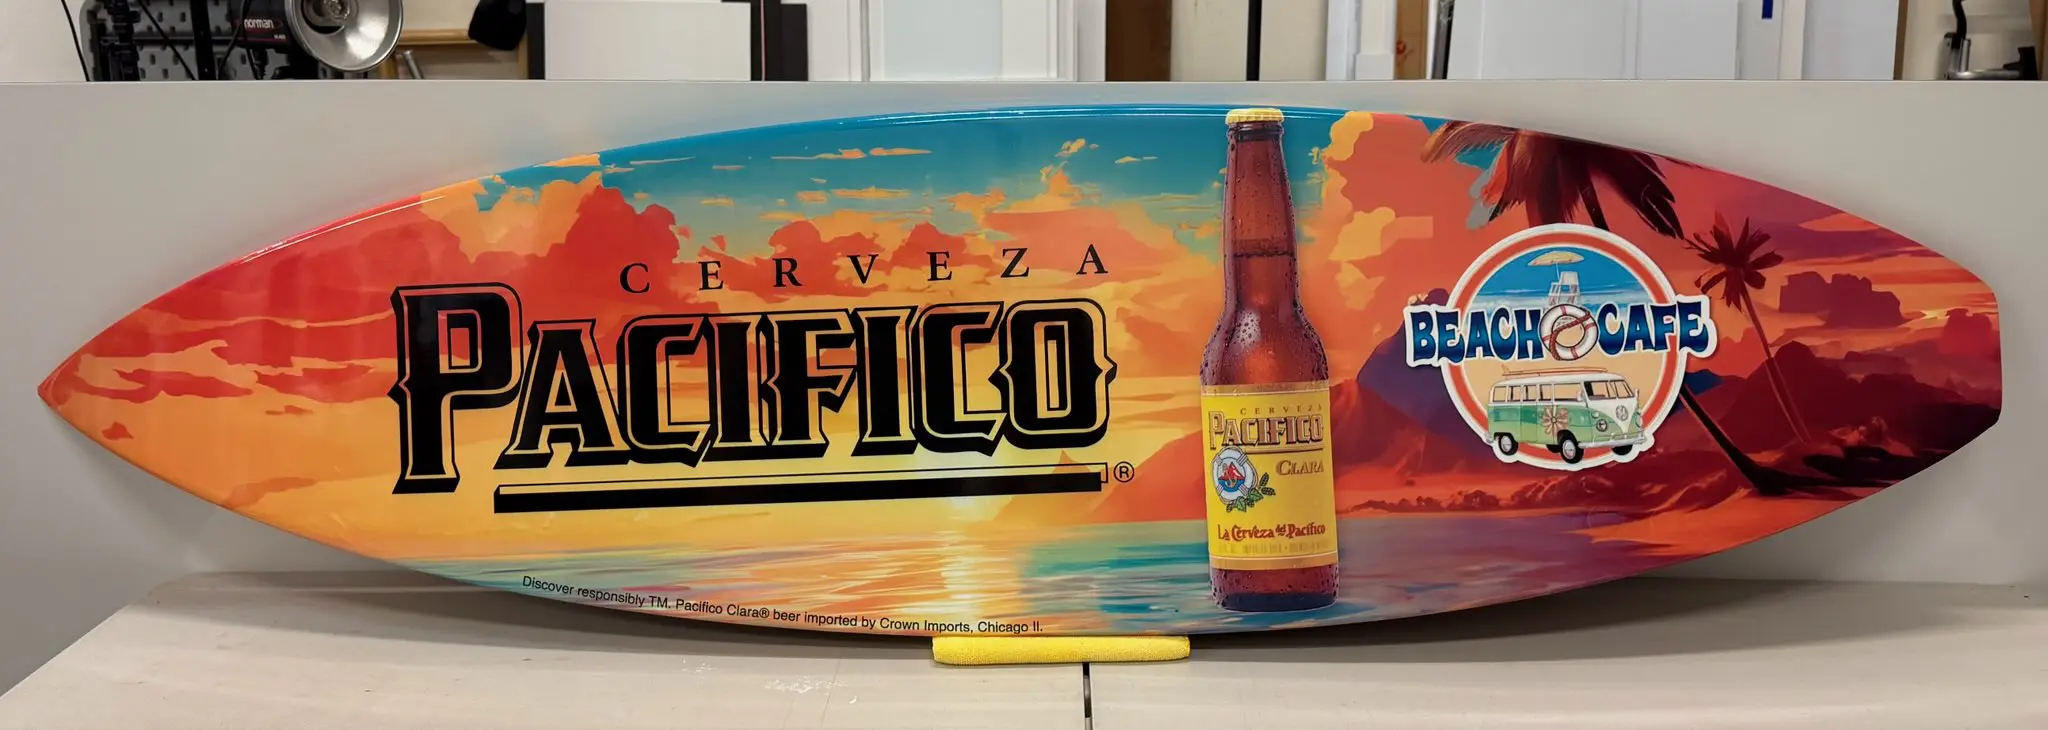 norman
CERVEZA
PACIFICO
®
BEACH CAFE
CERVEZA
PACIFICO
CLARA
La Cerveza del Pacífico
Discover responsibly TM. Pacifico Clara® beer imported by Crown Imports, Chicago Il.